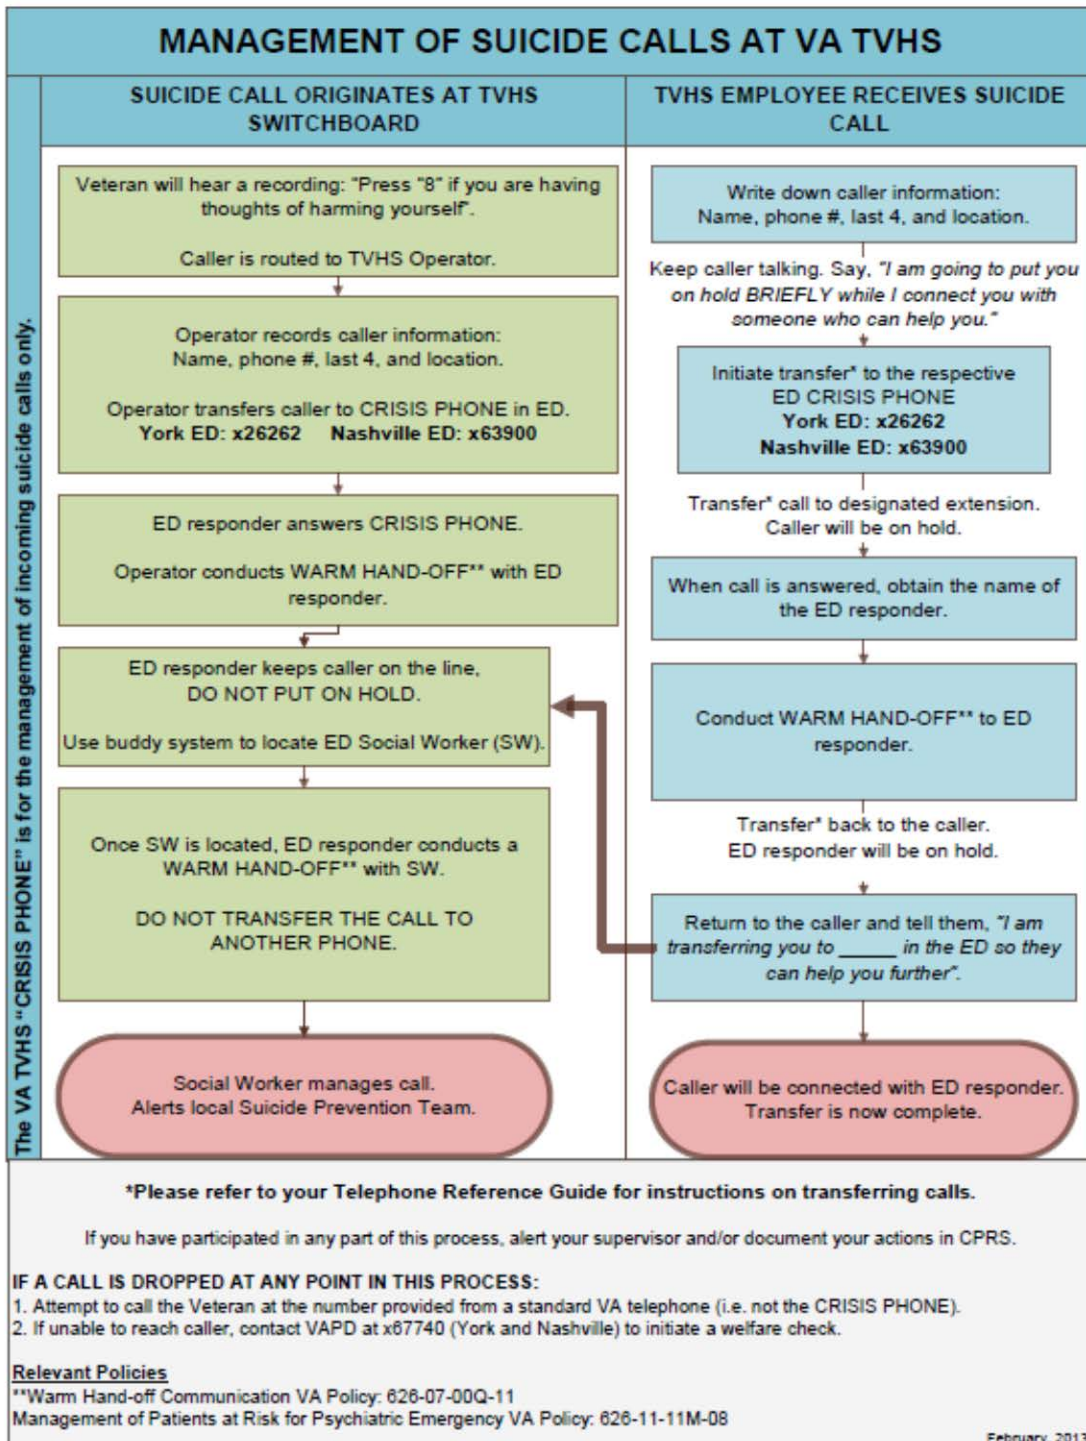 MANAGEMENT OF SUICIDE CALLS AT VA TVHS
The VA TVHS "CRISIS PHONE" is for the management of incoming suicide calls only.
SUICIDE CALL ORIGINATES AT TVHS
SWITCHBOARD
Veteran will hear a recording: "Press "8" if you are having
thoughts of harming yourself".
Caller is routed to TVHS Operator.
Operator records caller information:
Name, phone #, last 4, and location.
Operator transfers caller to CRISIS PHONE in ED.
York ED: x26262 Nashville ED: x63900
ED responder answers CRISIS PHONE.
Operator conducts WARM HAND-OFF** with ED
responder.
ED responder keeps caller on the line,
DO NOT PUT ON HOLD.
Use buddy system to locate ED Social Worker (SW).
Once SW is located, ED responder conducts a
WARM HAND-OFF** with SW.
DO NOT TRANSFER THE CALL TO
ANOTHER PHONE.
Social Worker manages call.
Alerts local Suicide Prevention Team.
TVHS EMPLOYEE RECEIVES SUICIDE
CALL
Write down caller information:
Name, phone #, last 4, and location.
Keep caller talking. Say, "I am going to put you
on hold BRIEFLY while I connect you with
someone who can help you."
Initiate transfer* to the respective
ED CRISIS PHONE
York ED: x26262
Nashville ED: x63900
Transfer* call to designated extension.
Caller will be on hold.
When call is answered, obtain the name of
the ED responder.
Conduct WARM HAND-OFF** to ED
responder.
Transfer* back to the caller.
ED responder will be on hold.
Return to the caller and tell them, "I am
transferring you to _____ in the ED so they
can help you further".
Caller will be connected with ED responder.
Transfer is now complete.
*Please refer to your Telephone Reference Guide for instructions on transferring calls.
If you have participated in any part of this process, alert your supervisor and/or document your actions in CPRS.
IF A CALL IS DROPPED AT ANY POINT IN THIS PROCESS:
1. Attempt to call the Veteran at the number provided from a standard VA telephone (i.e. not the CRISIS PHONE).
2. If unable to reach caller, contact VAPD at x67740 (York and Nashville) to initiate a welfare check.
Relevant Policies
**Warm Hand-off Communication VA Policy: 626-07-00Q-11
Management of Patients at Risk for Psychiatric Emergency VA Policy: 626-11-11M-08
February, 2013